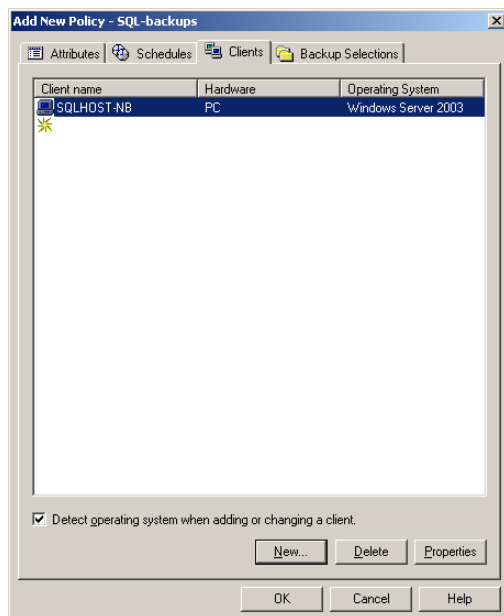 Add New Policy - SQL-backups
Attributes Schedules Clients Backup Selections
Client name Hardware Operating System
SQLHOST-NB PC Windows Server 2003
Detect operating system when adding or changing a client.
New... Delete Properties
OK Cancel Help